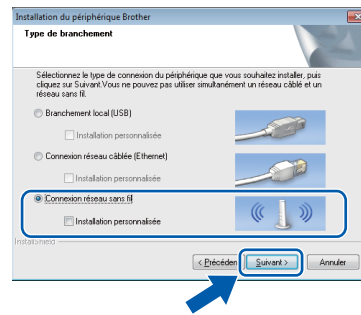 Installation du périphérique Brother
Type de branchement
Sélectionnez le type de connexion du périphérique que vous souhaitez installer, puis
cliquez sur Suivant.Vous ne pouvez pas utiliser simultanément un réseau câblé et un
réseau sans fil.
Branchement local (USB)
Installation personnalisée
Connexion réseau câblée (Ethernet)
Installation personnalisée
Connexion réseau sans fil
Installation personnalisée
InstallShield
< Précéden Suivant > Annuler